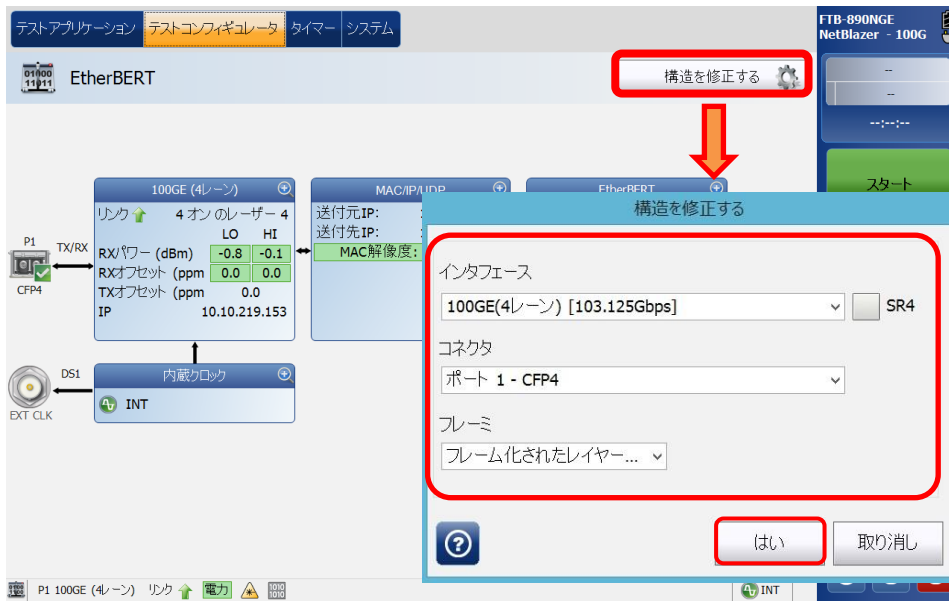 テストアプリケーション テストコンフィギュレータ タイマー システム
FTB-890NGE
NetBlazer - 100G
01000
11011
EtherBERT
構造を修正する
--
--
--:--:--
スタート
100GE (4レーン)
MAC/IP/UDP
EtherBERT
リンク 4 オン のレーザー 4
LO HI
RXパワー (dBm) -0.8 -0.1
RXオフセット (ppm 0.0 0.0
TXオフセット (ppm 0.0
IP 10.10.219.153
送付元IP:
送付先IP:
MAC解像度:
P1
TX/RX
CFP4
DS1
EXT CLK
内蔵クロック
INT
構造を修正する
インタフェース
100GE(4レーン) [103.125Gbps]
SR4
コネクタ
ポート 1 - CFP4
フレーミ
フレーム化されたレイヤー...
?
はい
取り消し
P1 100GE (4レーン) リンク 電力
1010
1010
INT